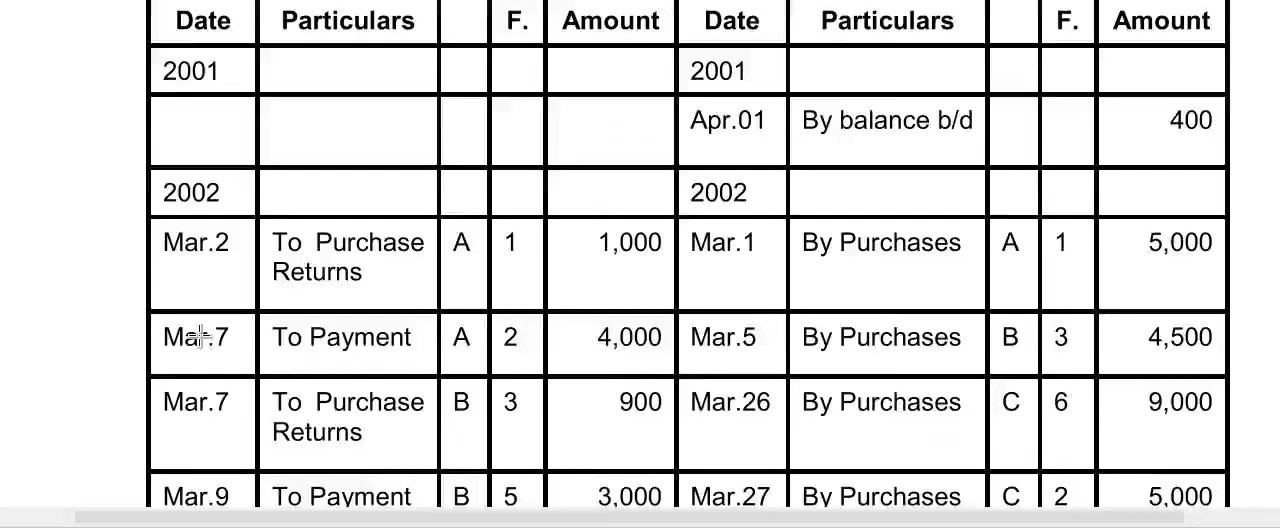 Date Particulars F. Amount Date Particulars F. Amount
2001 2001
Apr.01 By balance b/d 400
2002 2002
Mar.2 To Purchase A 1 1,000 Mar.1 By Purchases A 1 5,000
Returns
Mar.7 To Payment A 2 4,000 Mar.5 By Purchases B 3 4,500
Mar.7 To Purchase B 3 900 Mar.26 By Purchases C 6 9,000
Returns
Mar.9 To Payment B 5 3,000 Mar.27 By Purchases C 2 5,000